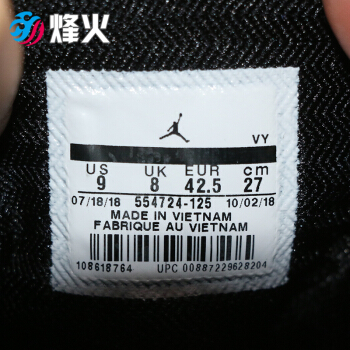 烽火
VY
US UK EUR cm
9 8 42.5 27
07/18/18 554724-125 10/02/18
MADE IN VIETNAM
FABRIQUE AU VIETNAM
108618764 UPC 00887229628204